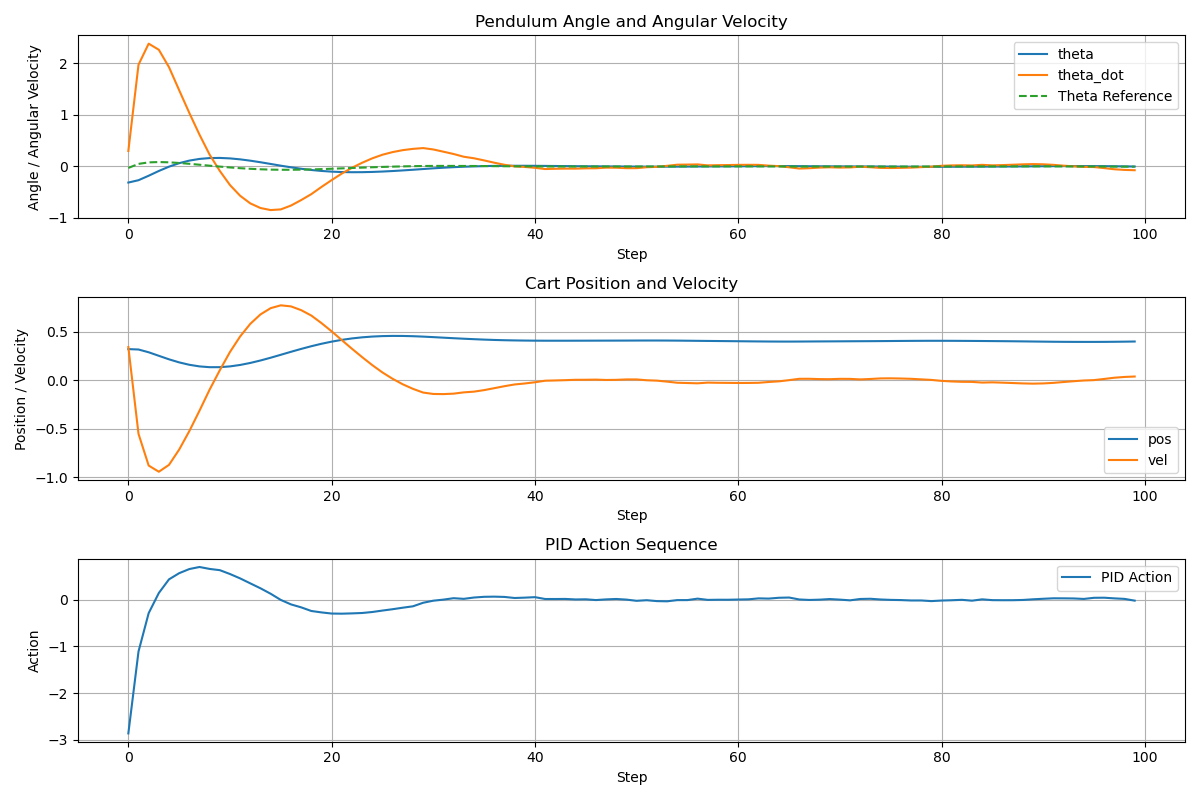 Pendulum Angle and Angular Velocity
Angle / Angular Velocity
2
1
0
−1
theta
theta_dot
Theta Reference
0 20 40 60 80 100
Step
Cart Position and Velocity
Position / Velocity
0.5
0.0
−0.5
−1.0
pos
vel
0 20 40 60 80 100
Step
PID Action Sequence
Action
0
−1
−2
−3
PID Action
0 20 40 60 80 100
Step